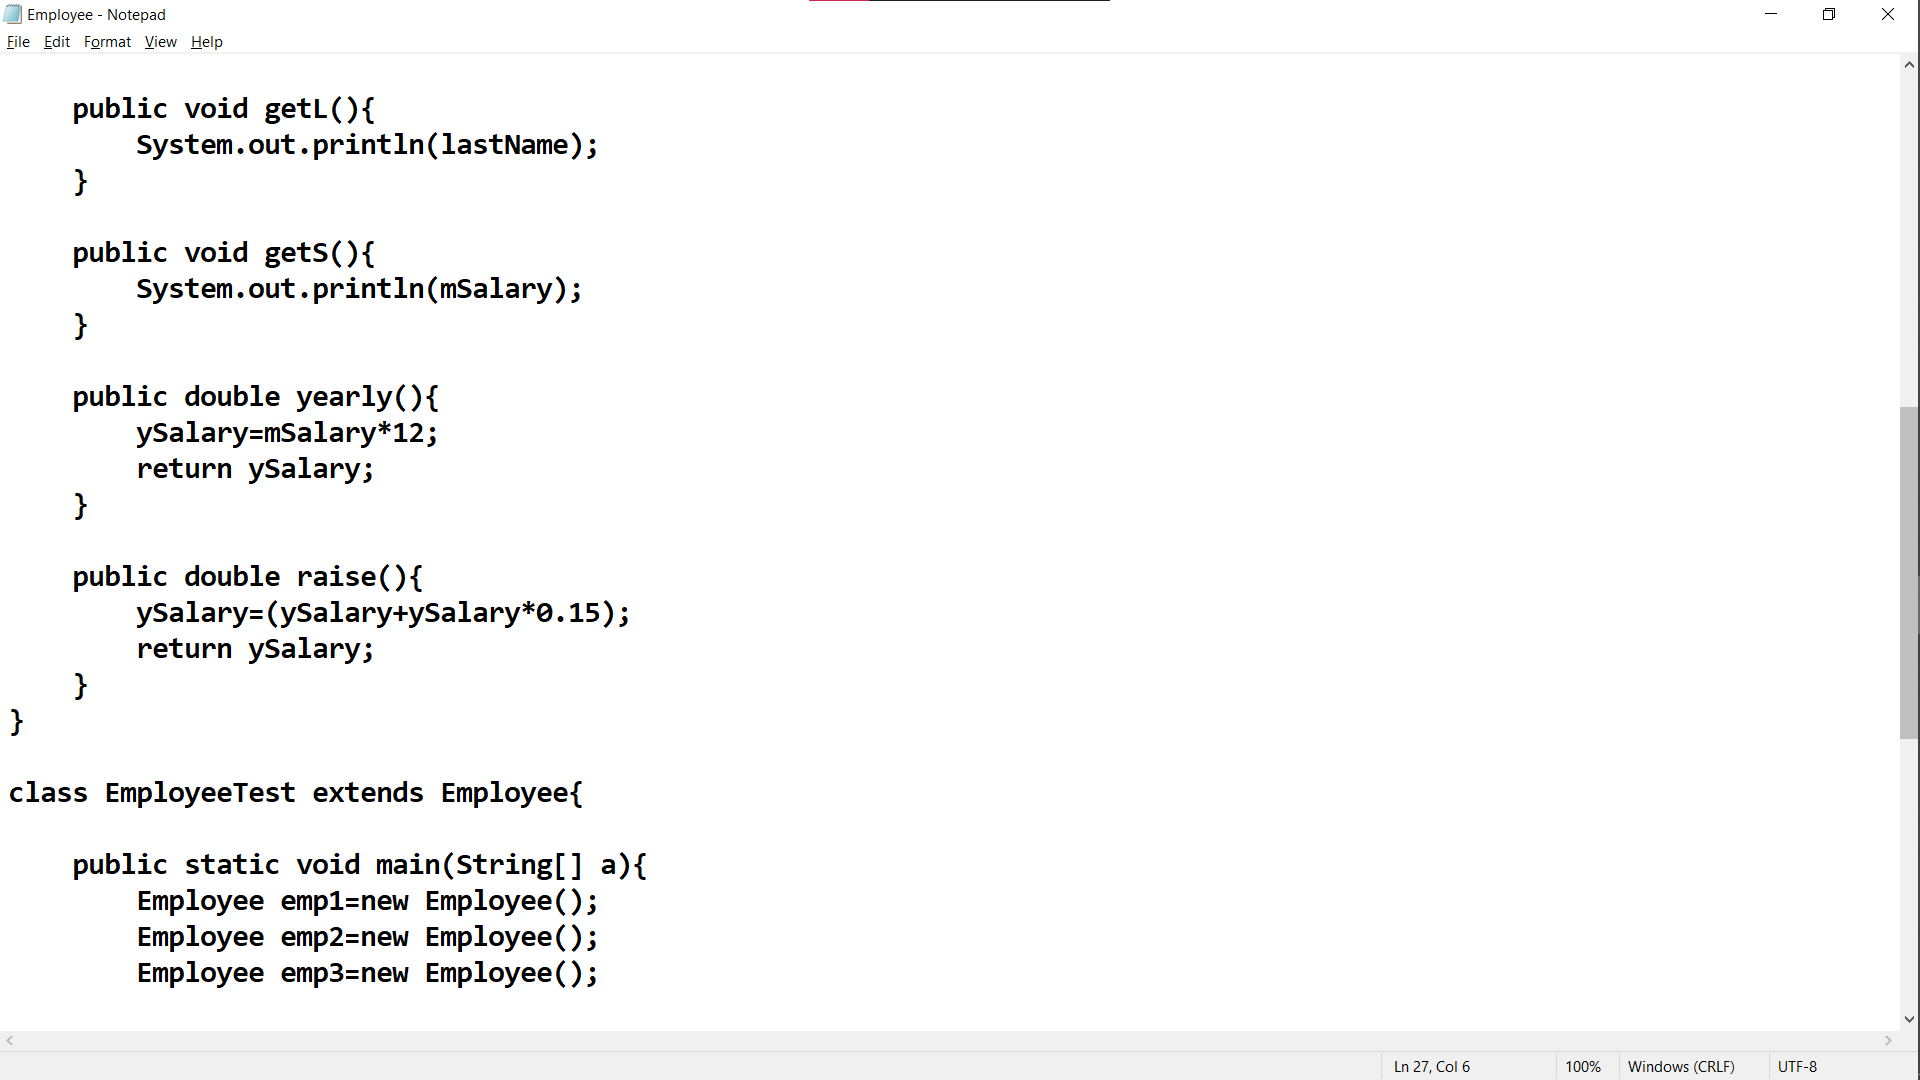 Employee - Notepad
File Edit Format View Help
public void getL(){
System.out.println(lastName);
}
public void getS(){
System.out.println(mSalary);
}
public double yearly(){
ySalary=mSalary*12;
return ySalary;
}
public double raise(){
ySalary=(ySalary+ySalary*0.15);
return ySalary;
}
}
class EmployeeTest extends Employee{
public static void main(String[] a){
Employee emp1=new Employee();
Employee emp2=new Employee();
Employee emp3=new Employee();
Ln 27, Col 6 100% Windows (CRLF) UTF-8